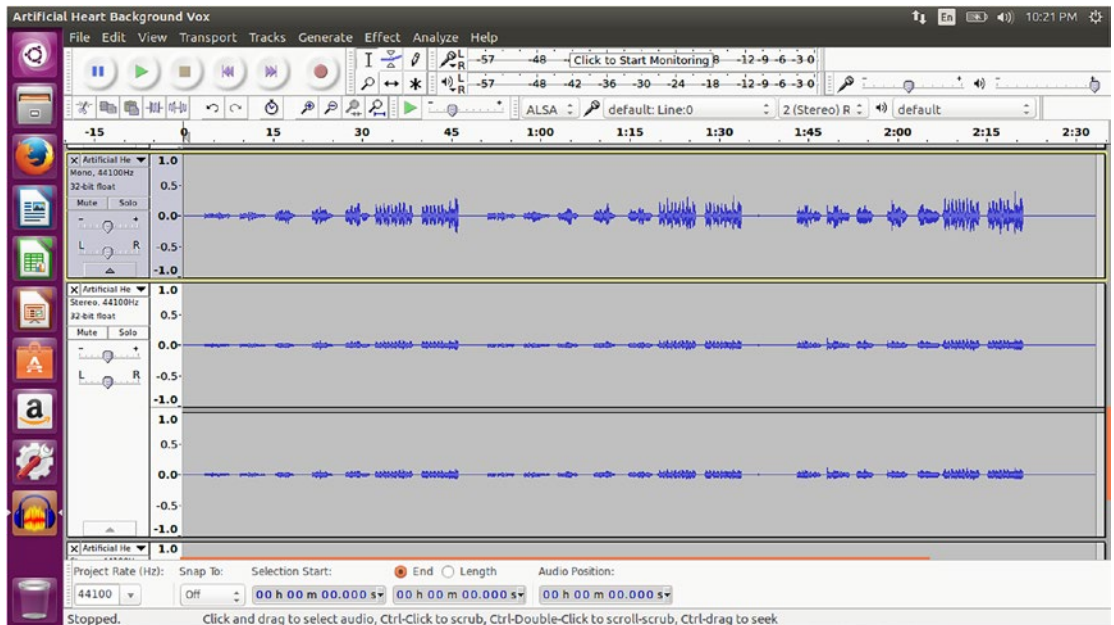 Artificial Heart Background Vox En 10:21 PM
File Edit View Transport Tracks Generate Effect Analyze Help
L R -57 -48 - Click to Start Monitoring 8 -12 -9 -6 -3 0
L R -57 -48 -42 -36 -30 -24 -18 -12 -9 -6 -3 0
ALSA default: Line:0 2 (Stereo) R default
-15 0 15 30 45 1:00 1:15 1:30 1:45 2:00 2:15 2:30
X Artificial He 1.0
Mono, 44100Hz
32-bit float 0.5
Mute Solo
- + 0.0
L R -0.5
-1.0
X Artificial He 1.0
Stereo, 44100Hz
32-bit float 0.5
Mute Solo
- + 0.0
L R -0.5
-1.0
1.0
0.5
0.0
-0.5
-1.0
X Artificial He 1.0
Project Rate (Hz): Snap To: Selection Start: End Length Audio Position:
44100 Off 00 h 00 m 00.000 s 00 h 00 m 00.000 s 00 h 00 m 00.000 s
Stopped. Click and drag to select audio, Ctrl-Click to scrub, Ctrl-Double-Click to scroll-scrub, Ctrl-drag to seek